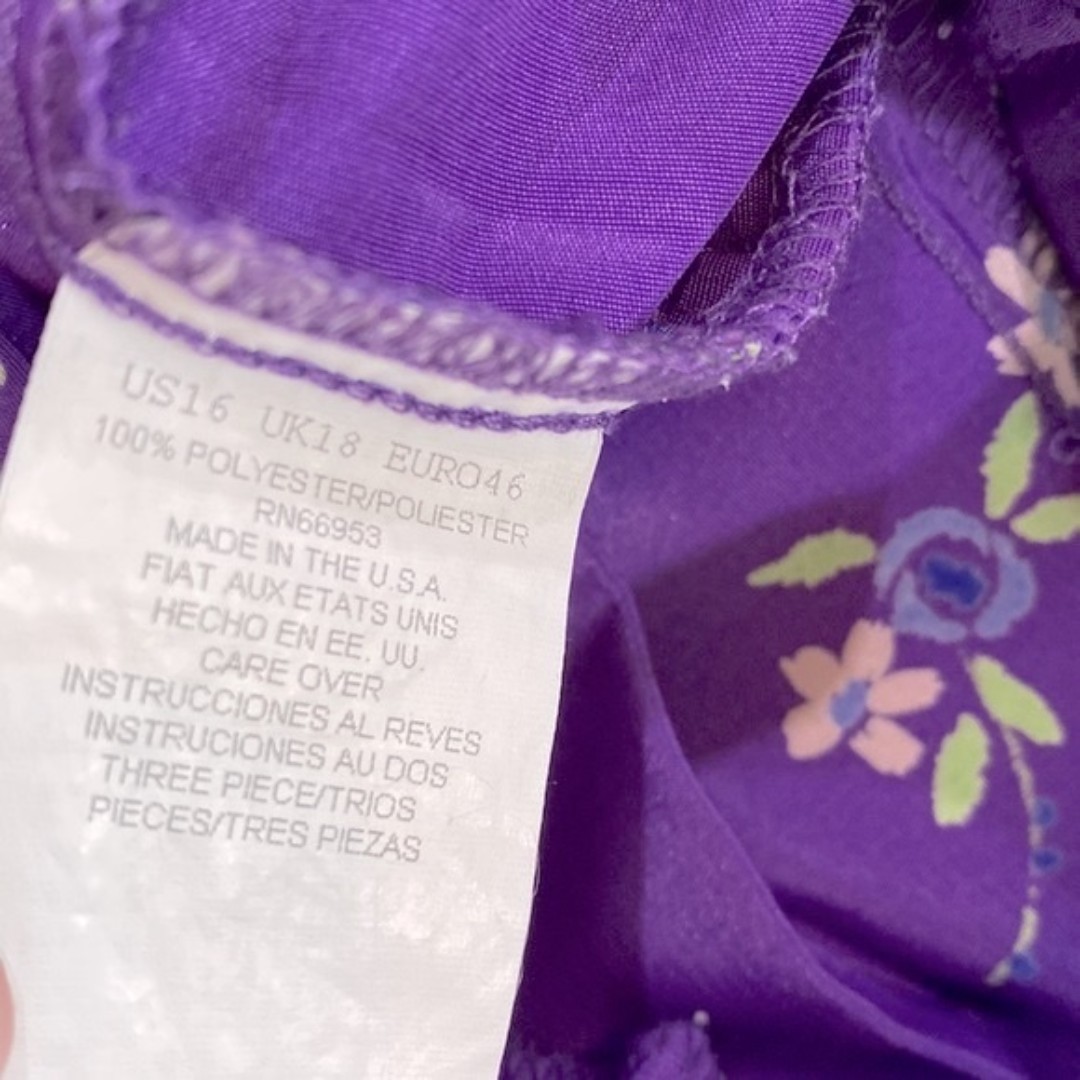 US16 UK18 EURO46
100% POLYESTER/POLIESTER
RN66953
MADE IN THE U.S.A.
FIAT AUX ETATS UNIS
HECHO EN EE. UU.
CARE OVER
INSTRUCCIONES AL REVES
INSTRUCIONES AU DOS
THREE PIECE/TRIOS
PIECES/TRES PIEZAS